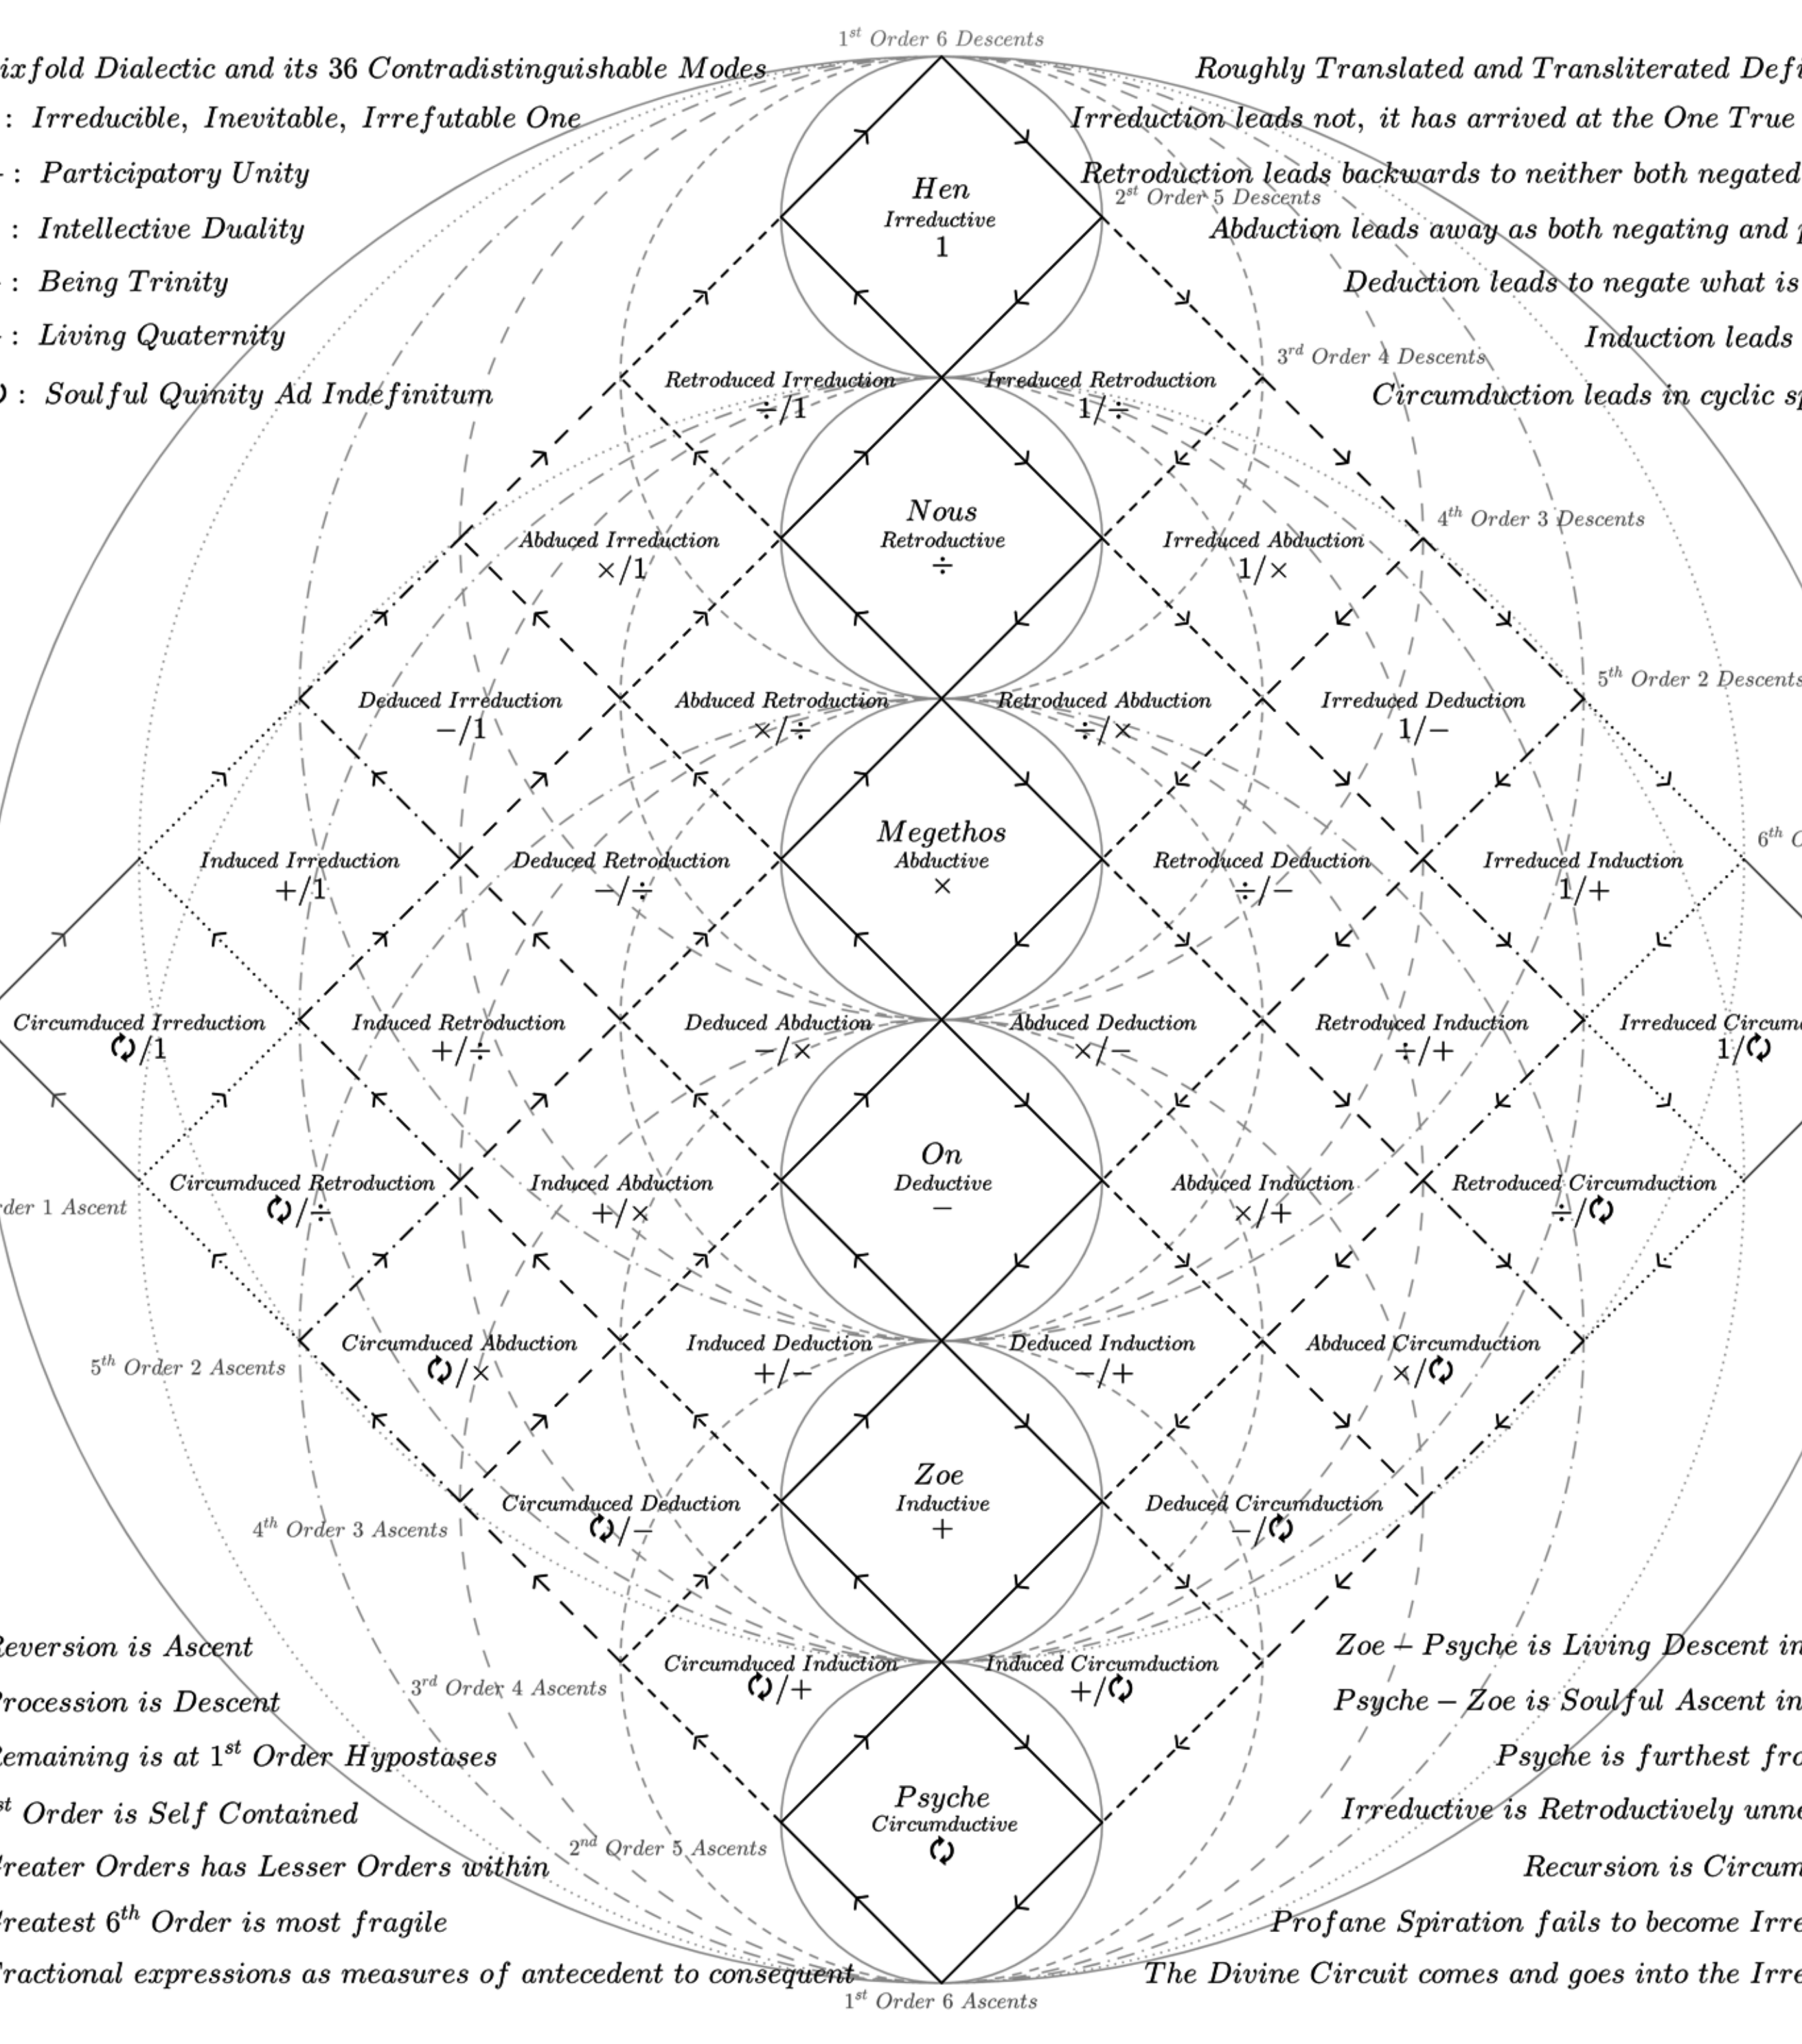 1st Order 6 Descents
ixfold Dialectic and its 36 Contradistinguishable Modes
Roughly Translated and Transliterated Defi
: Irreducible, Inevitable, Irrefutable One
Irreduction leads not, it has arrived at the One True
: Participatory Unity
Retroduction leads backwards to neither both negated
Hen
Irreductive
1
2st Order 5 Descents
: Intellective Duality
Abduction leads away as both negating and p
: Being Trinity
Deduction leads to negate what is
: Living Quaternity
Induction leads
3rd Order 4 Descents
: Soulful Quinity Ad Indefinitum
Circumduction leads in cyclic sp
Retroduced Irreduction
÷/1
Irreduced Retroduction
1/÷
Nous
Retroductive
÷
4th Order 3 Descents
Abduced Irreduction
×/1
Irreduced Abduction
1/×
5th Order 2 Descents
Deduced Irreduction
−/1
Abduced Retroduction
×/÷
Retroduced Abduction
÷/×
Irreduced Deduction
1/−
Megethos
Abductive
×
6th O
Induced Irreduction
+/1
Deduced Retroduction
−/÷
Retroduced Deduction
÷/−
Irreduced Induction
1/+
Circumduced Irreduction
🗘/1
Induced Retroduction
+/÷
Deduced Abduction
−/×
Abduced Deduction
×/−
Retroduced Induction
÷/+
Irreduced Circum
1/🗘
On
Deductive
−
Circumduced Retroduction
🗘/÷
Induced Abduction
+/×
Abduced Induction
×/+
Retroduced Circumduction
÷/🗘
rder 1 Ascent
Circumduced Abduction
🗘/×
Induced Deduction
+/−
Deduced Induction
−/+
Abduced Circumduction
×/🗘
5th Order 2 Ascents
Zoe
Inductive
+
Circumduced Deduction
🗘/−
Deduced Circumduction
−/🗘
4th Order 3 Ascents
Reversion is Ascent
Zoe − Psyche is Living Descent in
Circumduced Induction
🗘/+
Induced Circumduction
+/🗘
3rd Order 4 Ascents
Procession is Descent
Psyche − Zoe is Soulful Ascent in
Remaining is at 1st Order Hypostases
Psyche is furthest fro
Psyche
Circumductive
🗘
st Order is Self Contained
Irreductive is Retroductively unne
2nd Order 5 Ascents
Greater Orders has Lesser Orders within
Recursion is Circum
Greatest 6th Order is most fragile
Profane Spiration fails to become Irre
Fractional expressions as measures of antecedent to consequent
The Divine Circuit comes and goes into the Irre
1st Order 6 Ascents